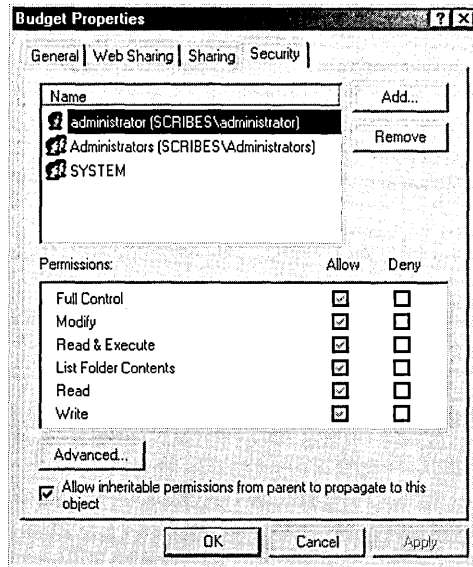 Budget Properties
General Web Sharing Sharing Security
Name
Add...
administrator (SCRIBES\administrator)
Administrators (SCRIBES\Administrators)
Remove
SYSTEM
Permissions: Allow Deny
Full Control
Modify
Read & Execute
List Folder Contents
Read
Write
Advanced...
Allow inheritable permissions from parent to propagate to this
object
OK Cancel Apply